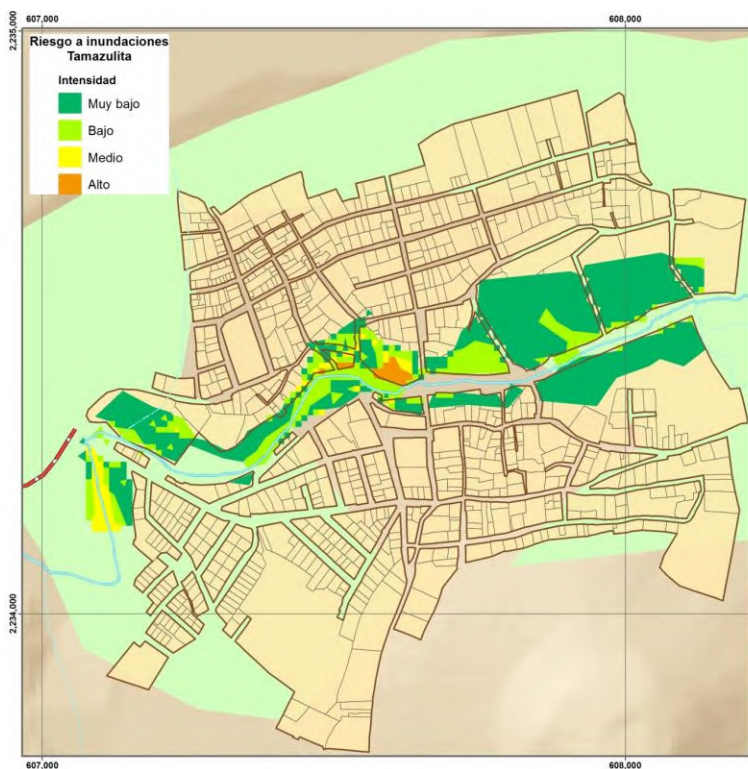 607,000
608,000
2,235,000
Riesgo a inundaciones
Tamazulita
Intensidad
Muy bajo
Bajo
Medio
Alto
2,234,000
607,000
608,000